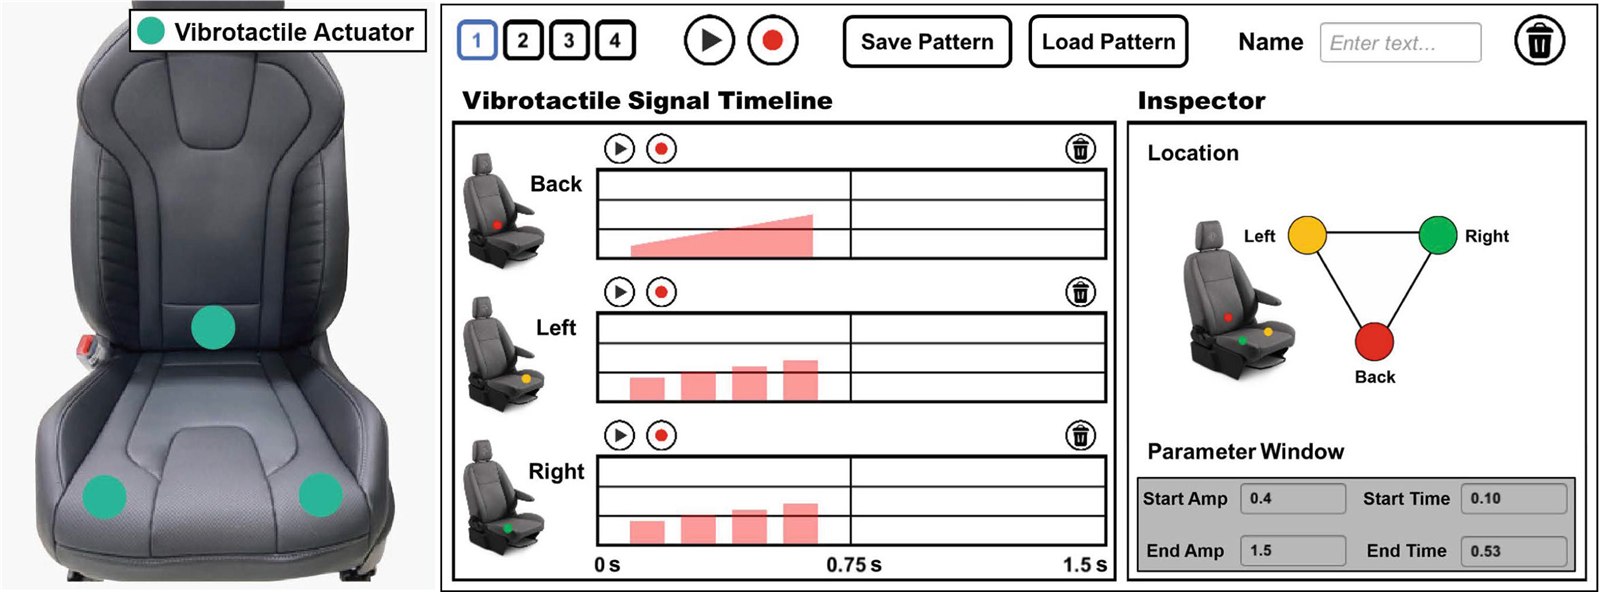 Vibrotactile Actuator
1 2 3 4 Save Pattern Load Pattern Name Enter text...
Vibrotactile Signal Timeline
Back
Left
Right
0 s 0.75 s 1.5 s
Inspector
Location
Left Right
Back
Parameter Window
Start Amp 0.4 Start Time 0.10
End Amp 1.5 End Time 0.53